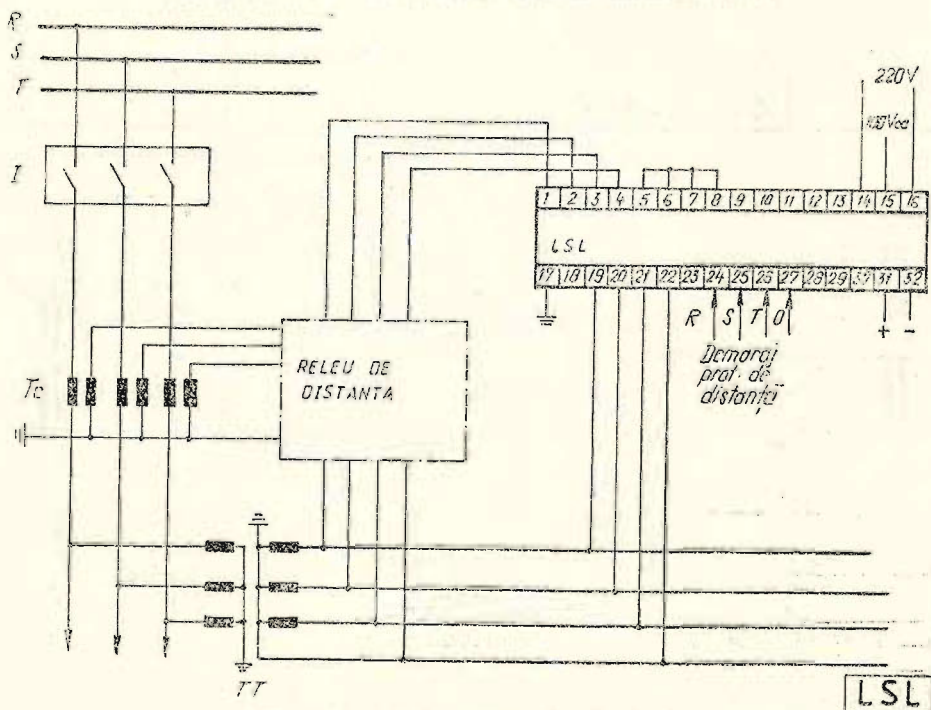 R
S
T
I
220V
100Vca
1 2 3 4 5 6 7 8 9 10 11 12 13 14 15 16
LSL
17 18 19 20 21 22 23 24 25 26 27 28 29 30 31 32
R S T 0
+ -
Demaraj
prot. de
distanță
RELEU DE
DISTANTA
Tc
TT
LSL